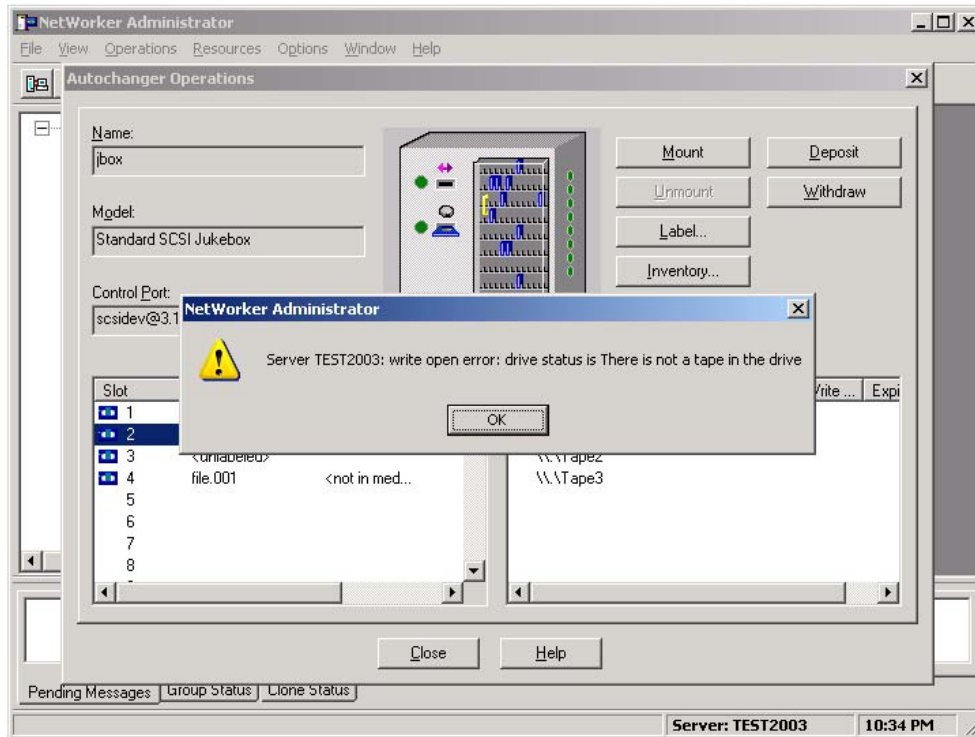 NetWorker Administrator
File View Operations Resources Options Window Help
Autochanger Operations
Name:
jbox
Mount
Deposit
Unmount
Withdraw
Model:
Standard SCSI Jukebox
Label...
Inventory...
Control Port:
scsidev@3.1
NetWorker Administrator
Server TEST2003: write open error: drive status is There is not a tape in the drive
OK
Slot
Write ... Expi
1
2
3 <unlabeled>
\\.\Tape2
4 file.001 <not in med...
\\.\Tape3
5
6
7
8
Close
Help
Pending Messages Group Status Clone Status
Server: TEST2003 10:34 PM